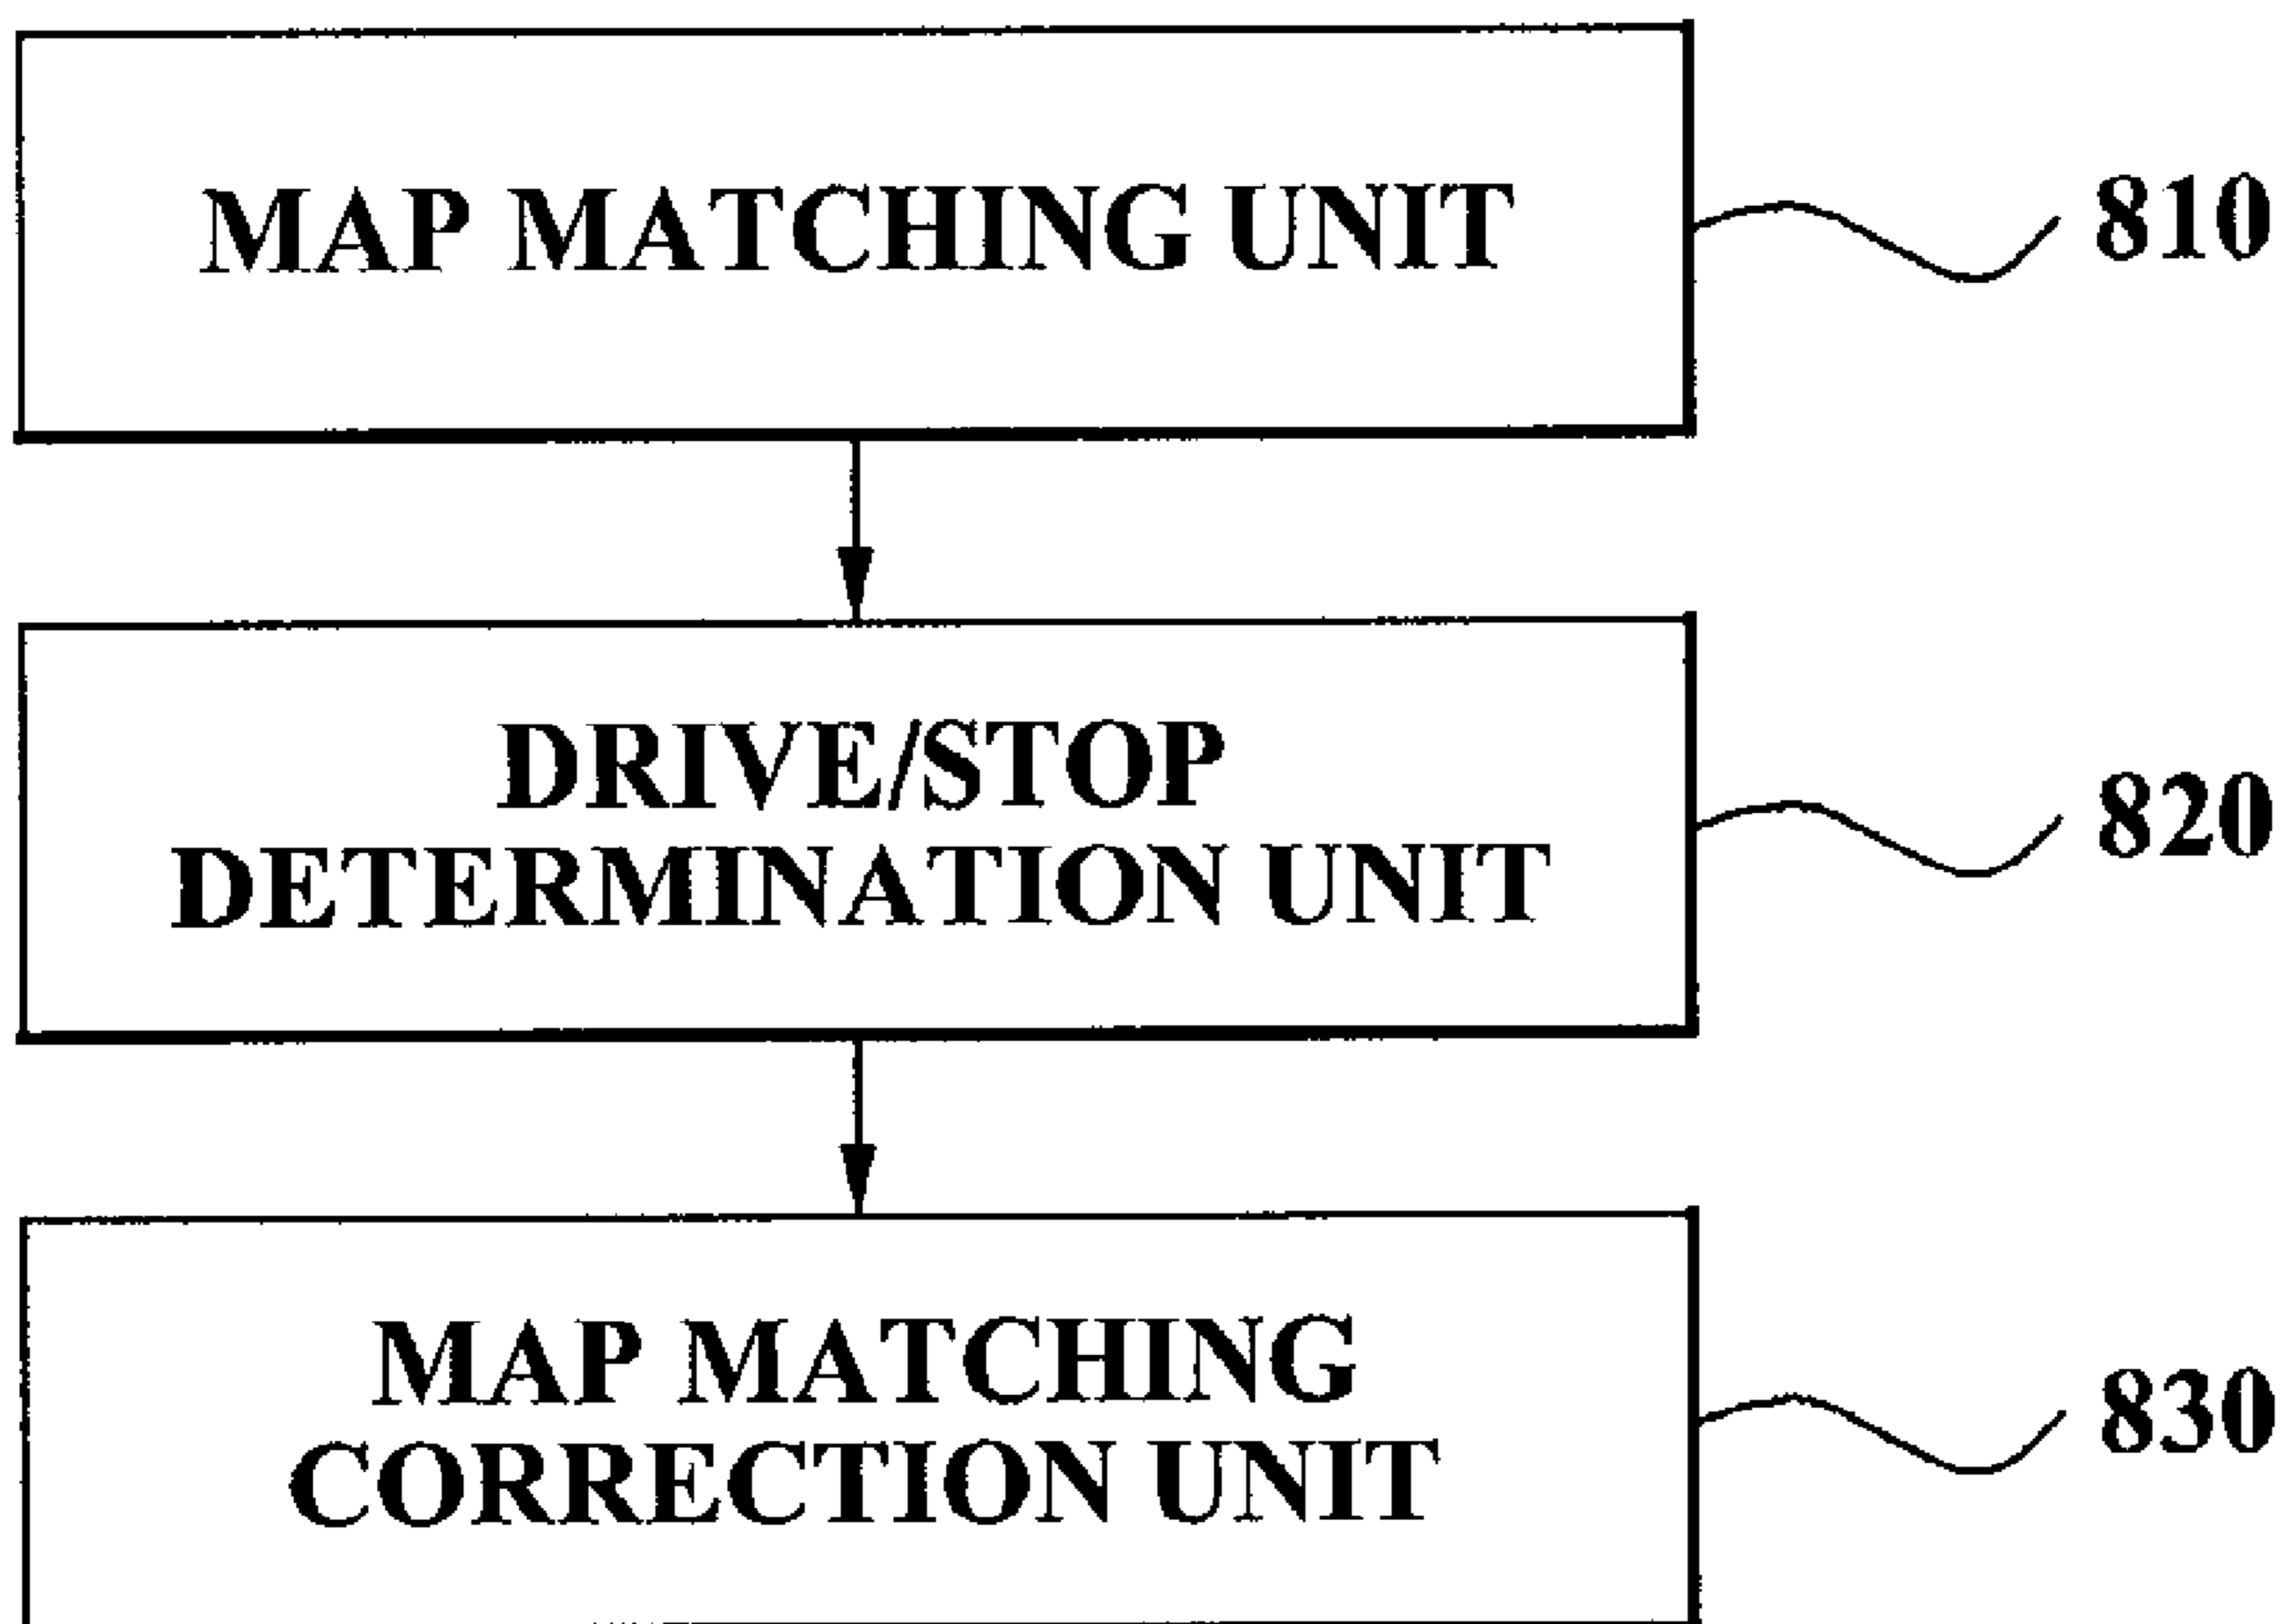 MAP MATCHING UNIT
810
DRIVE/STOP
DETERMINATION UNIT
820
MAP MATCHING
CORRECTION UNIT
830